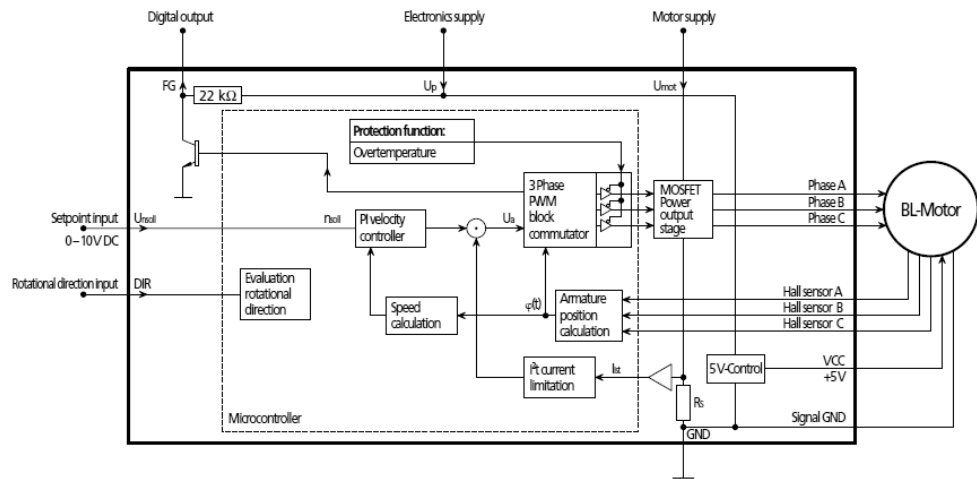 Digital output
Electronics supply
Motor supply
FG
22 kΩ
Up
Umot
Protection function:
Overtemperature
3 Phase
PWM
block
commutator
MOSFET
Power
output
stage
Phase A
Phase B
Phase C
BL-Motor
Setpoint input
0–10V DC
Unsoll
nsoll
PI velocity
controller
Ua
Rotational direction input
DIR
Evaluation
rotational
direction
Speed
calculation
φ(t)
Armature
position
calculation
Hall sensor A
Hall sensor B
Hall sensor C
I²t current
limitation
Iist
5V-Control
VCC
+5V
RS
Microcontroller
GND
Signal GND